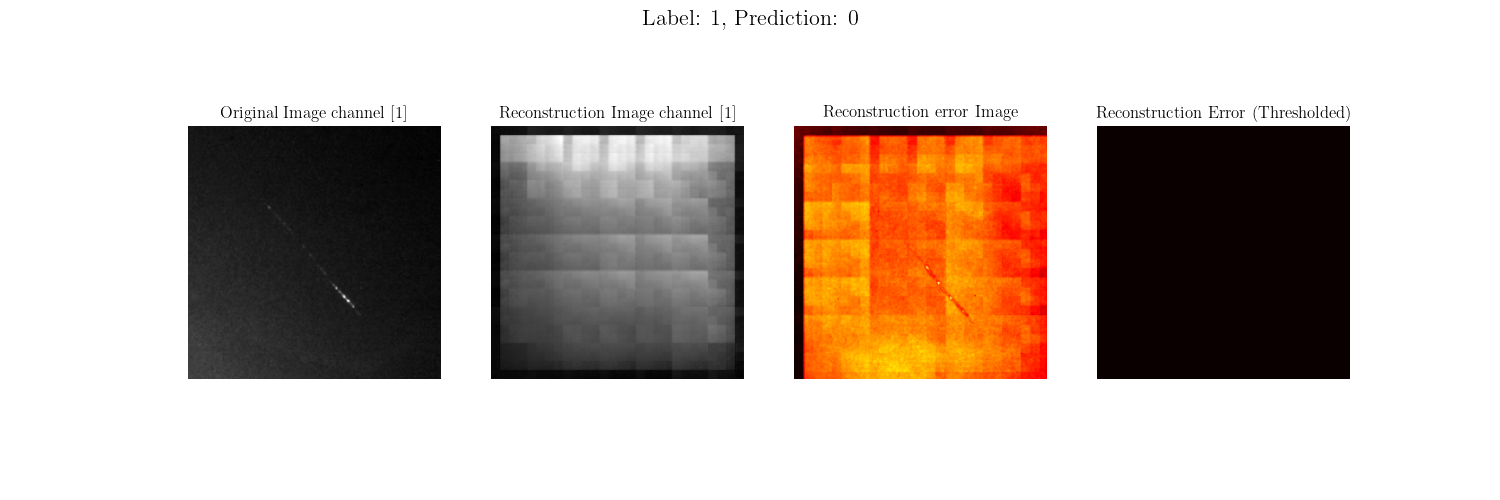 Label: 1, Prediction: 0
Original Image channel [1]
Reconstruction Image channel [1]
Reconstruction error Image
Reconstruction Error (Thresholded)